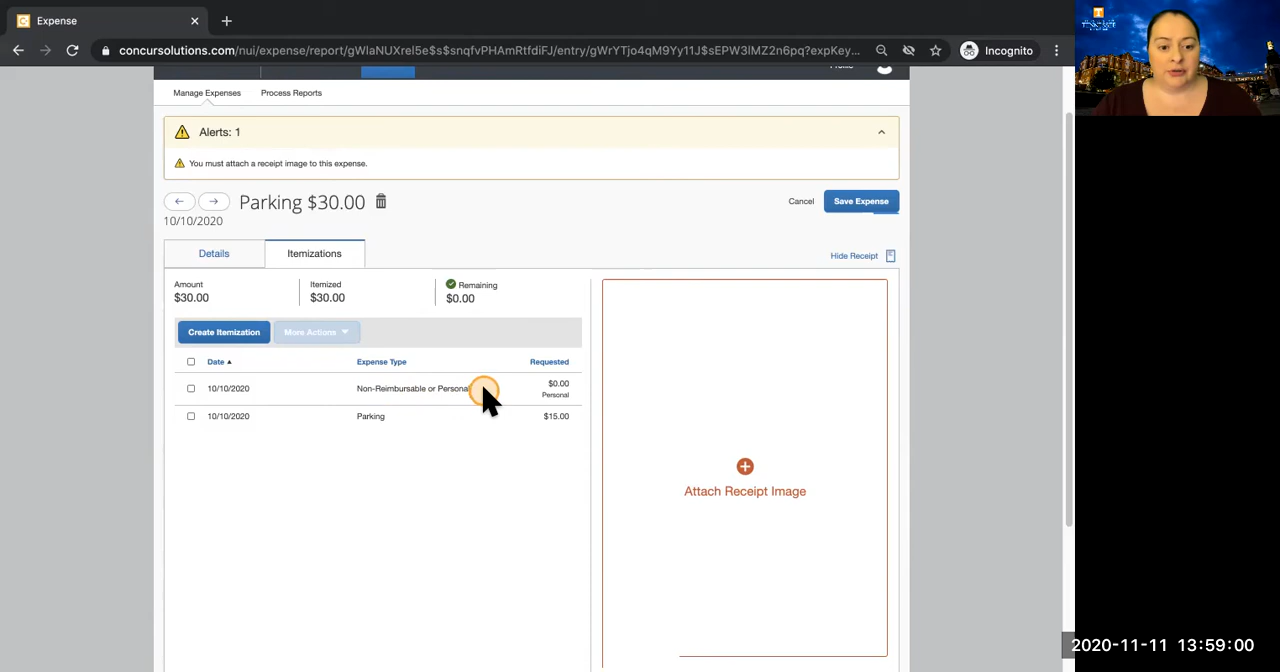 Expense
concursolutions.com/nui/expense/report/gWIaNUXrel5e$s$snqfvPHAmRtfdiFJ/entry/gWrYTjo4qM9Yy11J$sEPW3lMZ2n6pq?expKey...
Incognito
Manage Expenses
Process Reports
Alerts: 1
You must attach a receipt image to this expense.
Parking $30.00
Cancel
Save Expense
10/10/2020
Details
Itemizations
Hide Receipt
Amount
$30.00
Itemized
$30.00
Remaining
$0.00
Create Itemization
More Actions
Date
Expense Type
Requested
10/10/2020
Non-Reimbursable or Personal
$0.00
Personal
10/10/2020
Parking
$15.00
Attach Receipt Image
2020-11-11 13:59:00